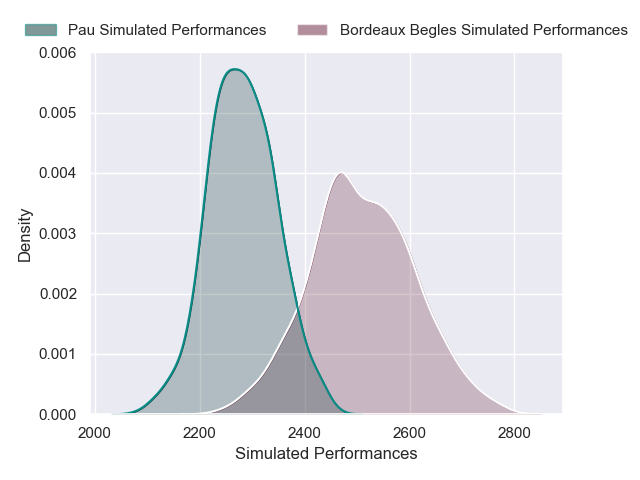 Pau Simulated Performances
Bordeaux Begles Simulated Performances
0.006
0.005
0.004
0.003
0.002
0.001
0.000
Density
2000 2200 2400 2600 2800
Simulated Performances